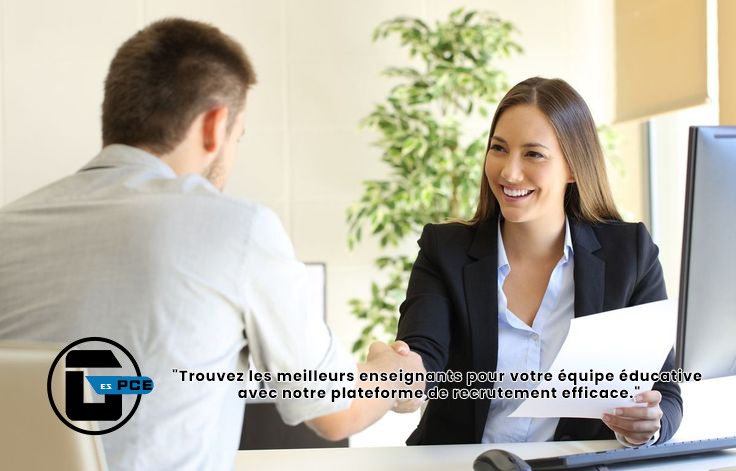 "Trouvez les meilleurs enseignants pour votre équipe éducative
avec notre plateforme de recrutement efficace."
ES PCE